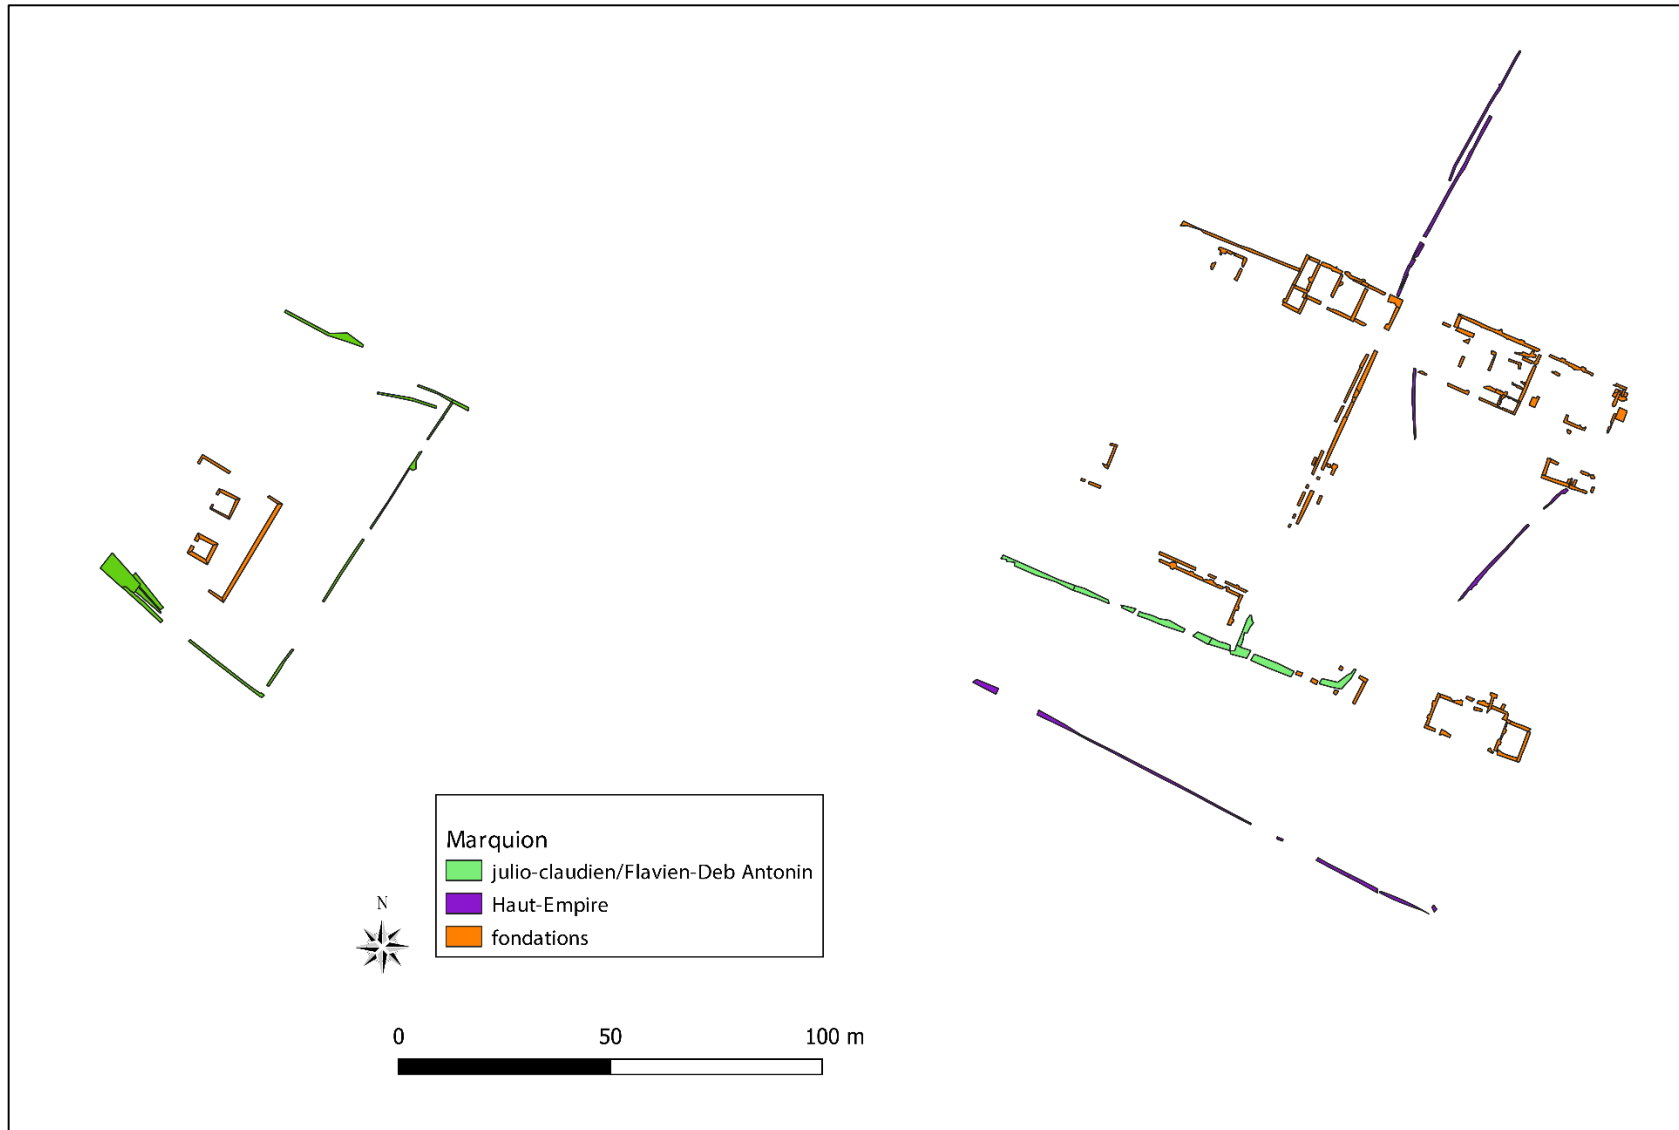 Marquion
julio-claudien/Flavien-Deb Antonin
Haut-Empire
fondations
N
0 50 100 m